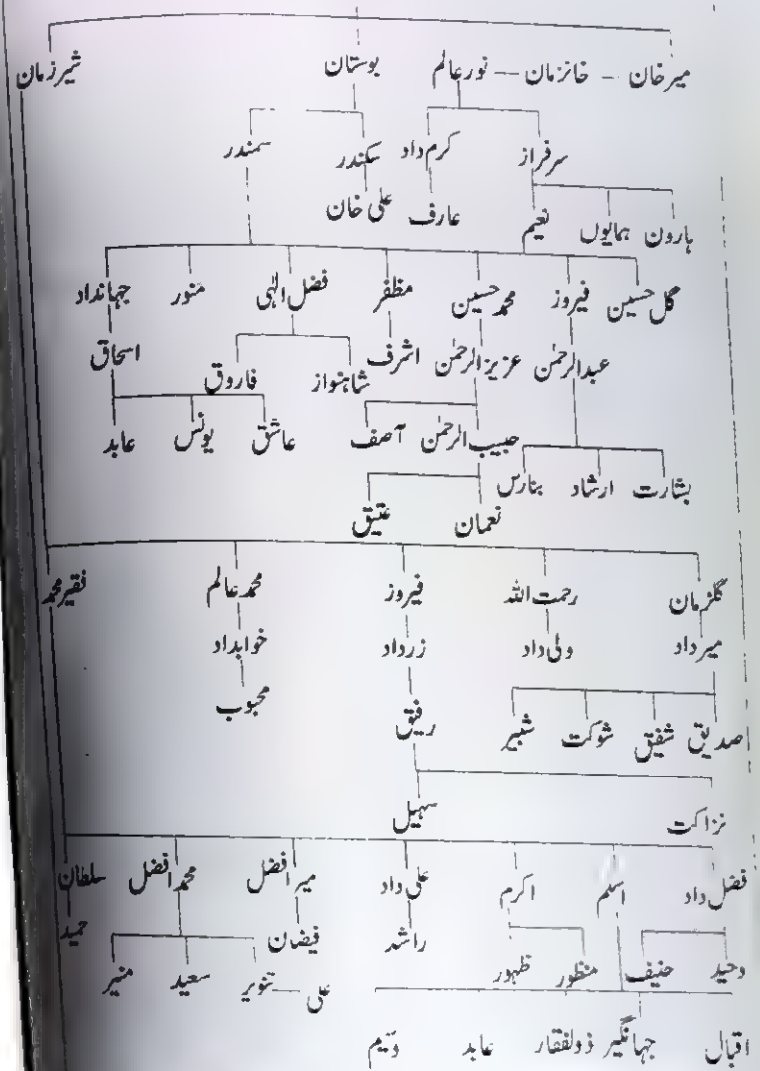 میرخان - خانزمان -- نورعالم بوستان شیرزمان
سرفراز کرم داد سکندر سمندر
ہارون ہمایوں نعیم عارف علی خان
گل حسین فیروز محمد حسین مظفر فضل الٰہی منور جہانداد
عبدالرحمٰن عزیزالرحمٰن اشرف شاہنواز فاروق اسحاق
حبیب الرحمٰن آصف عاشق یونس عابد
بشارت ارشاد بنارس نعمان عتیق
گلزمان رحمت اللہ فیروز محمد عالم فقیرمحمد
میرداد ولی داد زرداد خوابداد
صدیق شفیق شوکت شبیر رفیق محبوب
نزاکت سہیل
فضل داد اسلم اکرم علی داد میرافضل محمدافضل سلطان
وحید حنیف منظور ظہور راشد فیضان حمید
علی -- تنویر سعید منیر
اقبال جہانگیر ذولفقار عابد وسیم